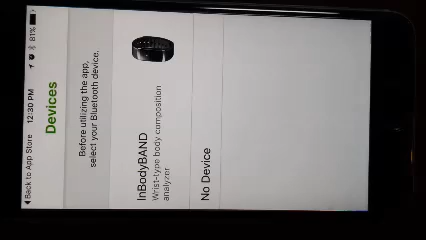 Back to App Store 12:30 PM 81%
Devices
Before utilizing the app,
select your Bluetooth device.
InBodyBAND
Wrist-type body composition
analyzer
No Device